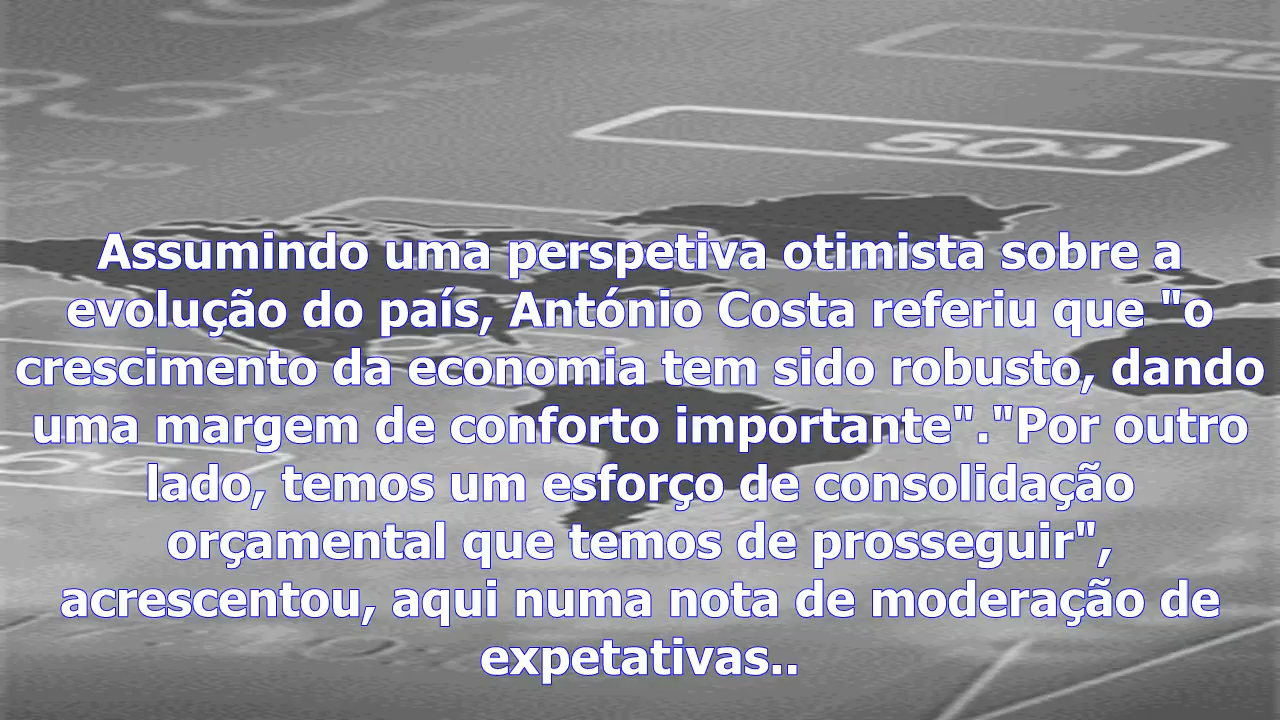 146
503
Assumindo uma perspetiva otimista sobre a
evolução do país, António Costa referiu que "o
crescimento da economia tem sido robusto, dando
uma margem de conforto importante"."Por outro
lado, temos um esforço de consolidação
orçamental que temos de prosseguir",
acrescentou, aqui numa nota de moderação de
expetativas..